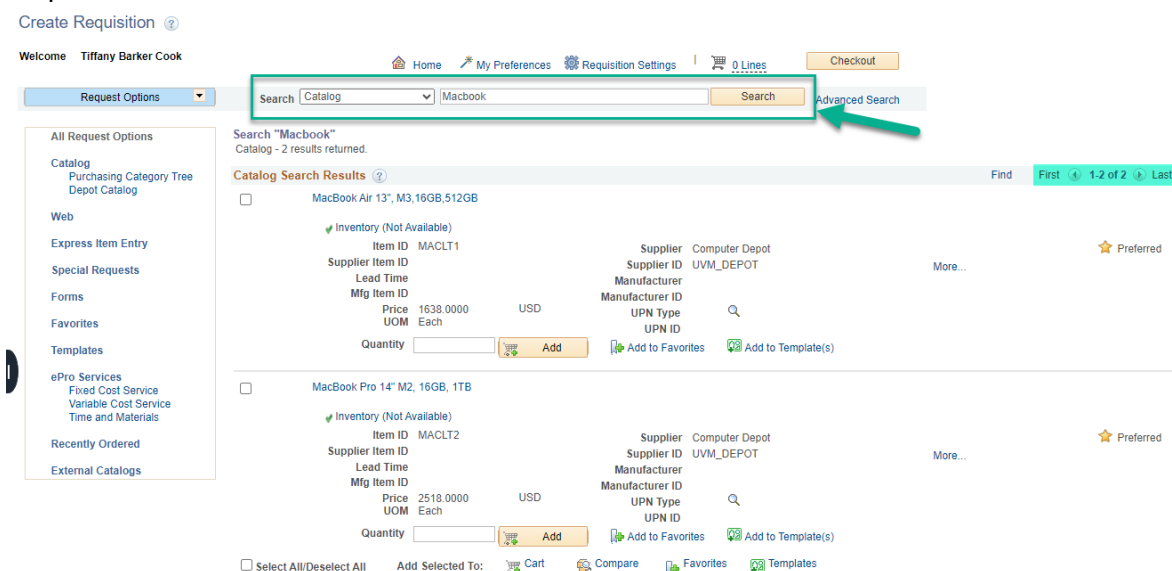 Create Requisition
Welcome Tiffany Barker Cook
Home My Preferences Requisition Settings 0 Lines Checkout
Request Options
Search Catalog Macbook Search Advanced Search
All Request Options
Catalog
Purchasing Category Tree
Depot Catalog
Web
Express Item Entry
Special Requests
Forms
Favorites
Templates
ePro Services
Fixed Cost Service
Variable Cost Service
Time and Materials
Recently Ordered
External Catalogs
Search "Macbook"
Catalog - 2 results returned.
Catalog Search Results Find First 1-2 of 2 Last
MacBook Air 13", M3,16GB,512GB
Inventory (Not Available)
Item ID MACLT1 Supplier Computer Depot Preferred
Supplier Item ID Supplier ID UVM_DEPOT More...
Lead Time Manufacturer
Mfg Item ID Manufacturer ID
Price 1638.0000 USD UPN Type
UOM Each UPN ID
Quantity Add Add to Favorites Add to Template(s)
MacBook Pro 14" M2, 16GB, 1TB
Inventory (Not Available)
Item ID MACLT2 Supplier Computer Depot Preferred
Supplier Item ID Supplier ID UVM_DEPOT More...
Lead Time Manufacturer
Mfg Item ID Manufacturer ID
Price 2518.0000 USD UPN Type
UOM Each UPN ID
Quantity Add Add to Favorites Add to Template(s)
Select All/Deselect All Add Selected To: Cart Compare Favorites Templates